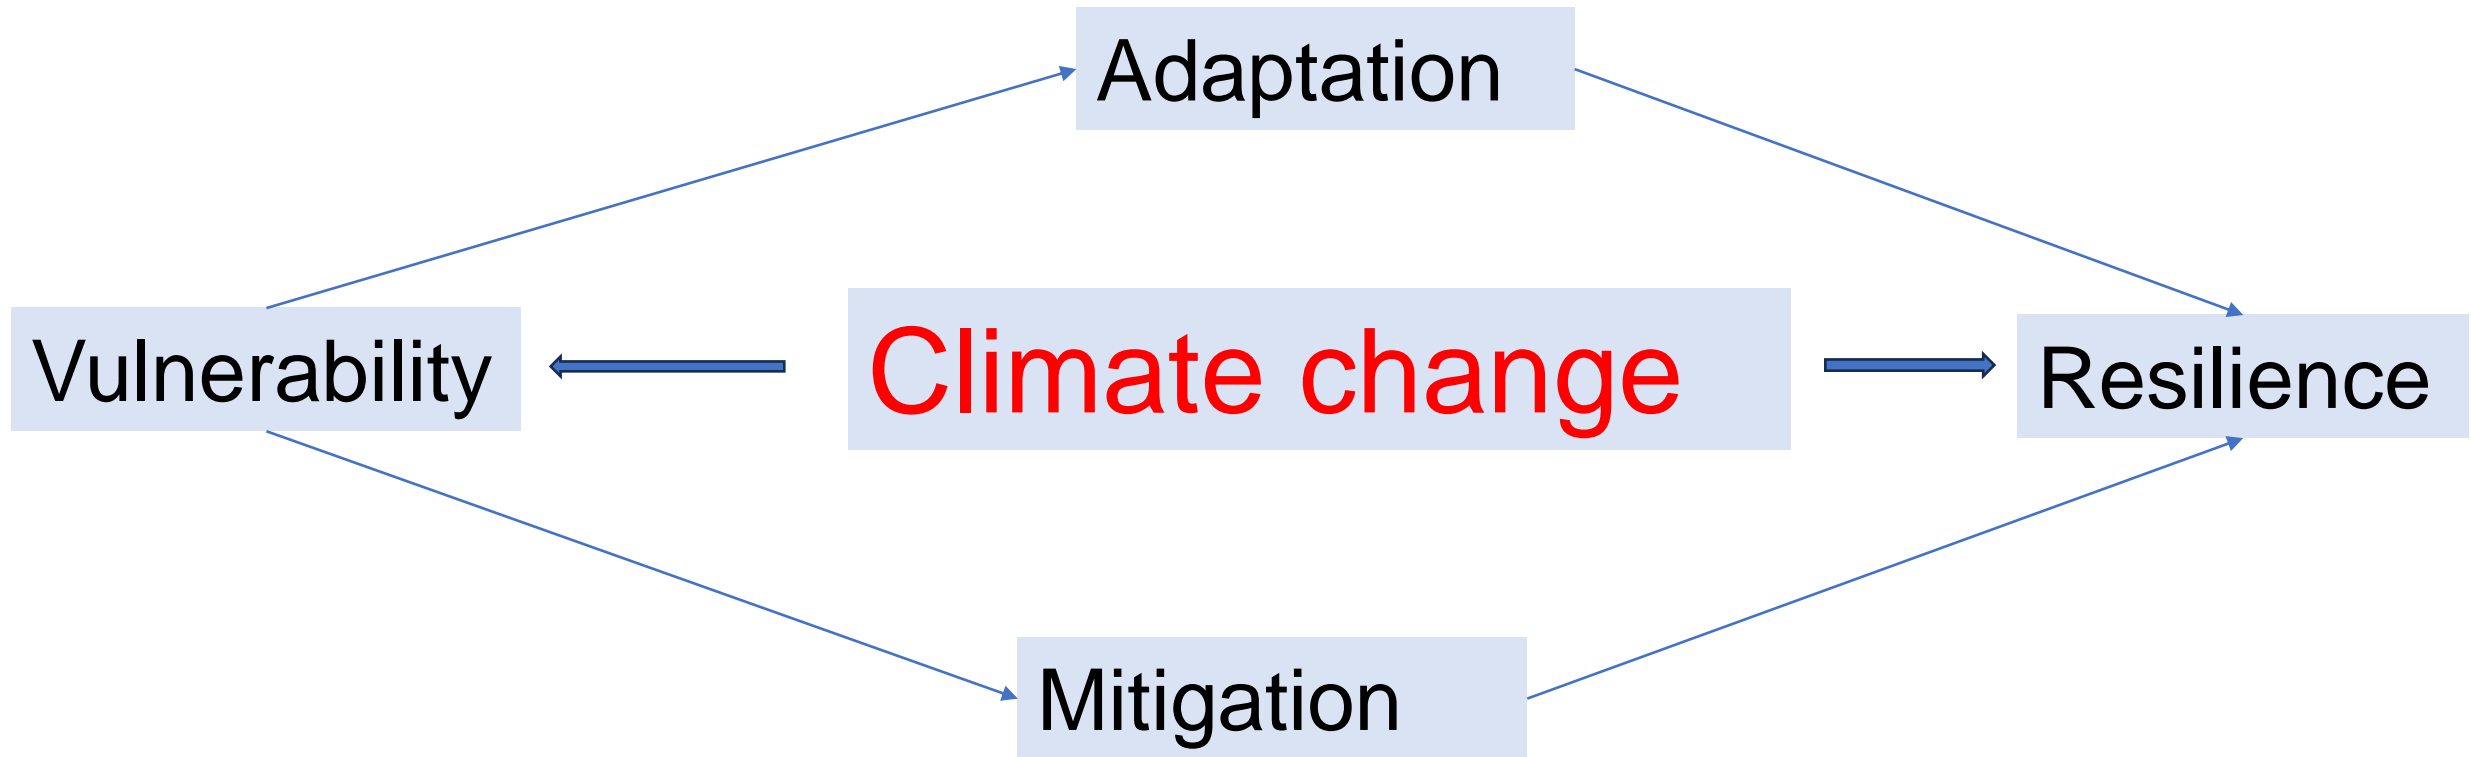 Adaptation
Vulnerability
Climate change
Resilience
Mitigation